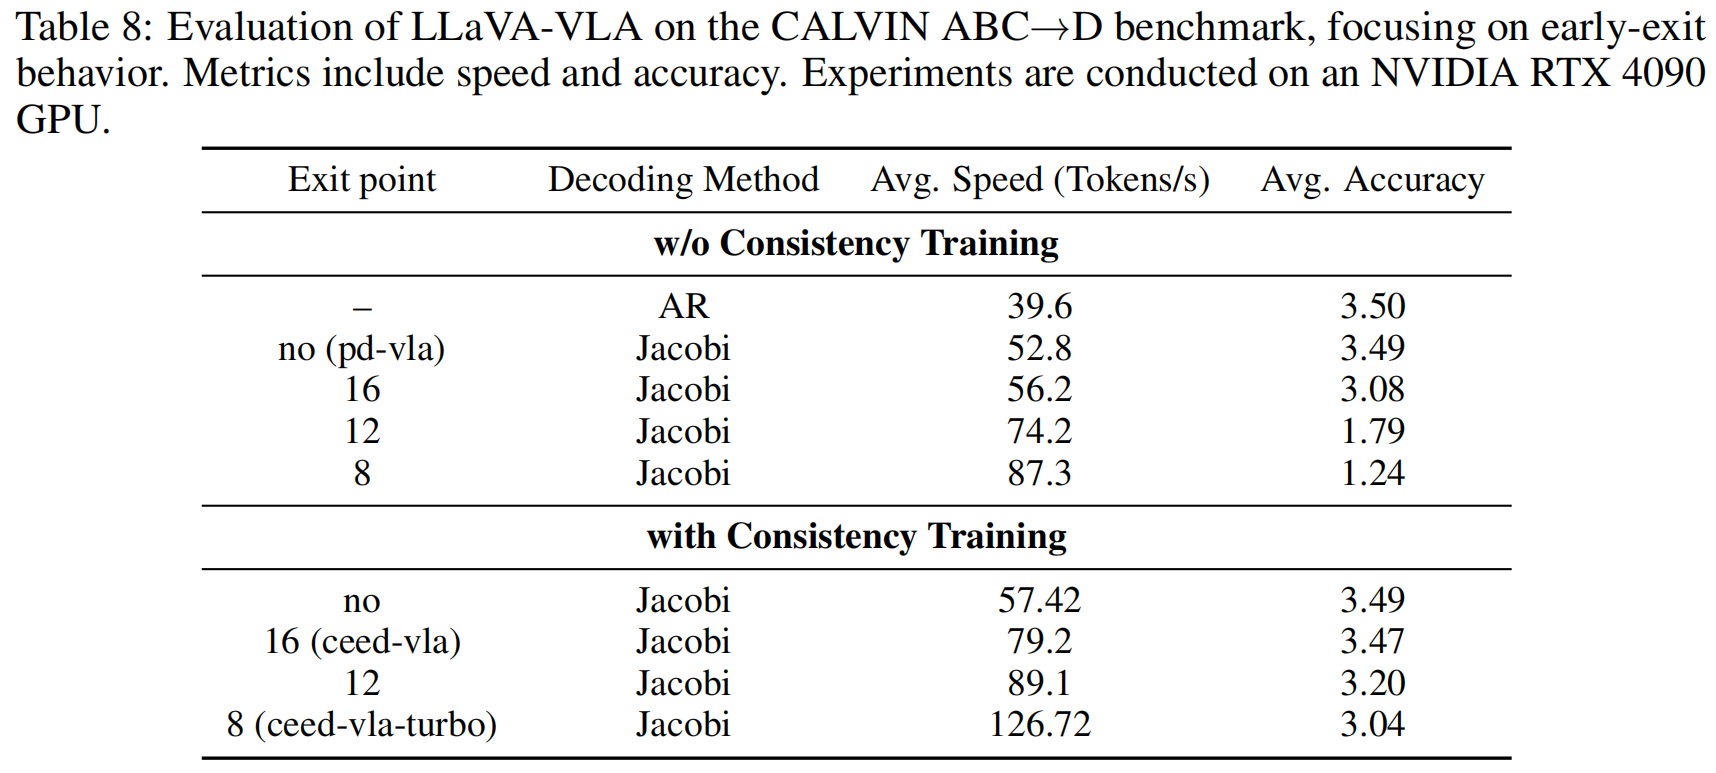 Table 8: Evaluation of LLaVA-VLA on the CALVIN ABC→D benchmark, focusing on early-exit
behavior. Metrics include speed and accuracy. Experiments are conducted on an NVIDIA RTX 4090
GPU.
Exit point Decoding Method Avg. Speed (Tokens/s) Avg. Accuracy
w/o Consistency Training
– AR 39.6 3.50
no (pd-vla) Jacobi 52.8 3.49
16 Jacobi 56.2 3.08
12 Jacobi 74.2 1.79
8 Jacobi 87.3 1.24
with Consistency Training
no Jacobi 57.42 3.49
16 (ceed-vla) Jacobi 79.2 3.47
12 Jacobi 89.1 3.20
8 (ceed-vla-turbo) Jacobi 126.72 3.04